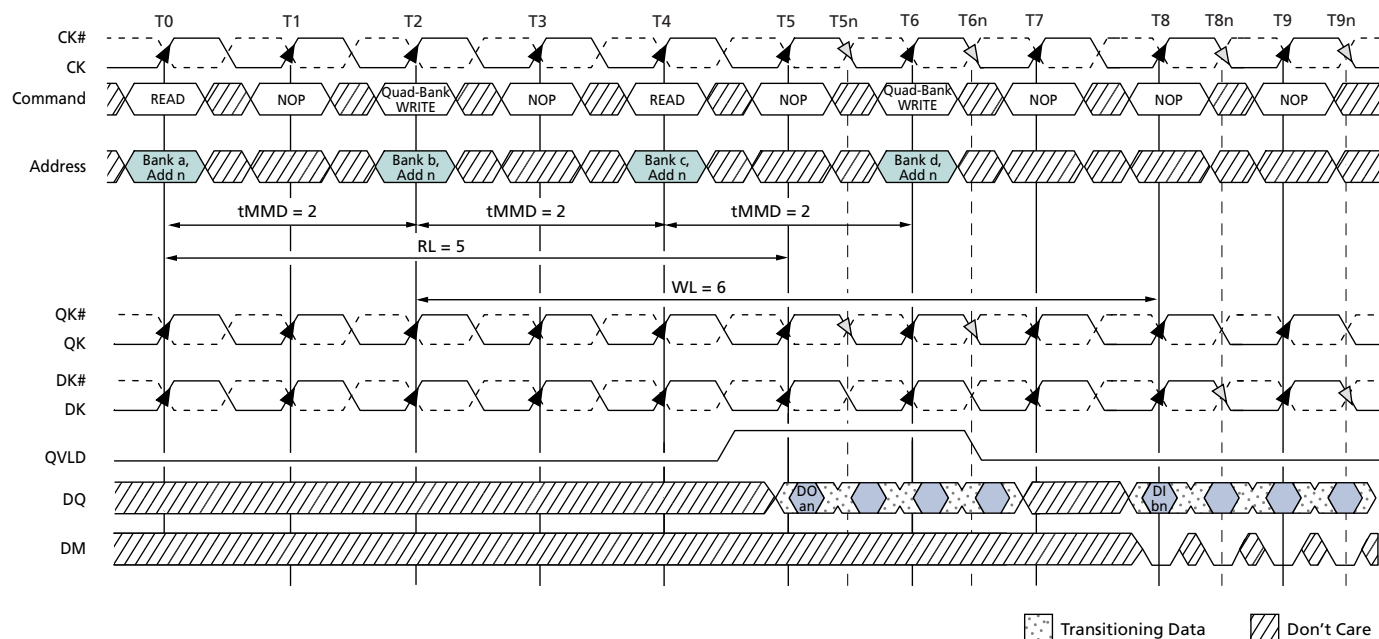 T0 T1 T2 T3 T4 T5 T5n T6 T6n T7 T8 T8n T9 T9n
CK#
CK
Command READ NOP Quad-Bank WRITE NOP READ NOP Quad-Bank WRITE NOP NOP NOP
Address Bank a, Add n Bank b, Add n Bank c, Add n Bank d, Add n
tMMD = 2 tMMD = 2 tMMD = 2
RL = 5
WL = 6
QK#
QK
DK#
DK
QVLD
DQ DO an DI bn
DM
Transitioning Data Don't Care